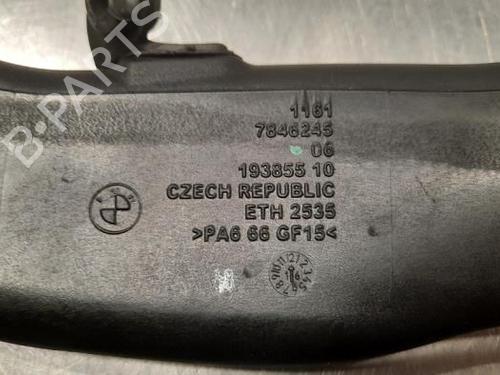 B-PARTS
1161
7846245
06
193855 10
CZECH REPUBLIC
ETH 2535
>PA6 66 GF15<